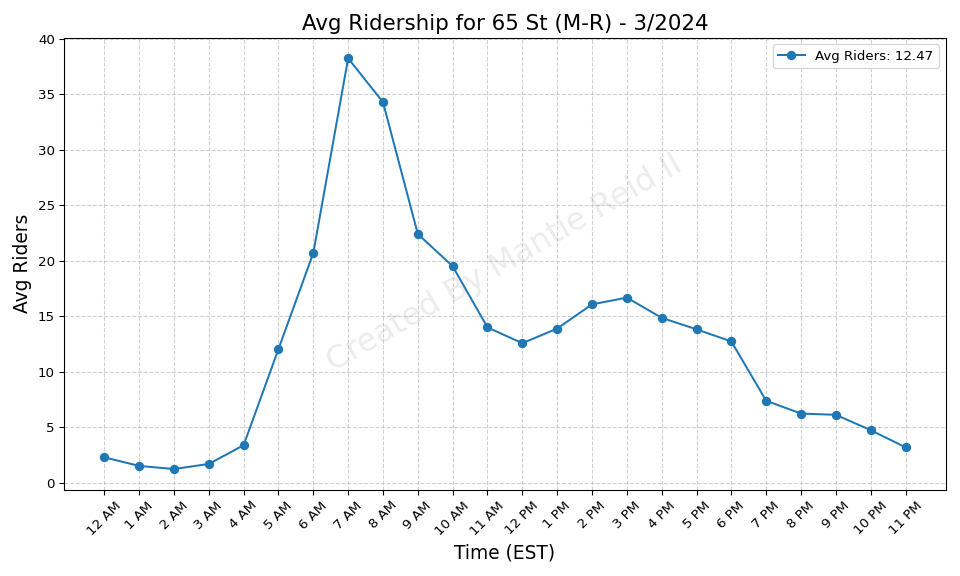 Avg Ridership for 65 St (M-R) - 3/2024
Avg Riders: 12.47
Avg Riders
40
35
30
25
20
15
10
5
0
Created By Mantie Reid II
12 AM
1 AM
2 AM
3 AM
4 AM
5 AM
6 AM
7 AM
8 AM
9 AM
10 AM
11 AM
12 PM
1 PM
2 PM
3 PM
4 PM
5 PM
6 PM
7 PM
8 PM
9 PM
10 PM
11 PM
Time (EST)